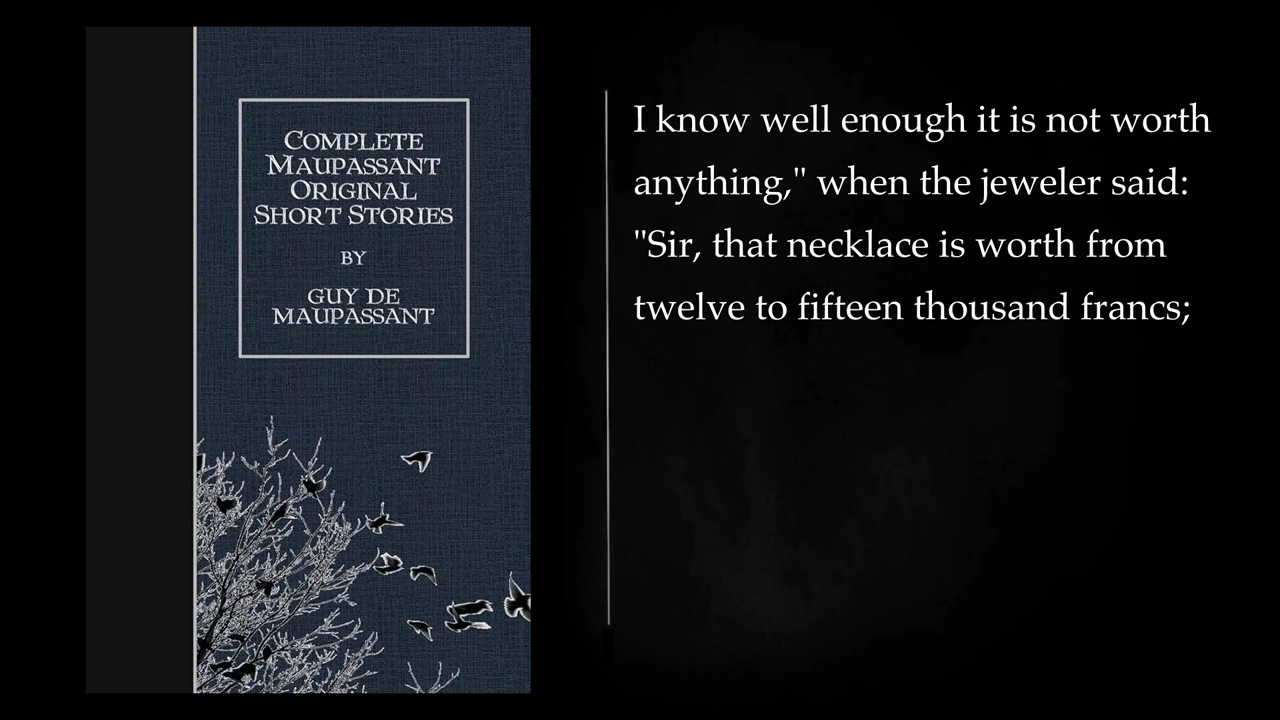 COMPLETE
MAUPASSANT
ORIGINAL
SHORT STORIES
BY
GUY DE
MAUPASSANT
I know well enough it is not worth
anything," when the jeweler said:
"Sir, that necklace is worth from
twelve to fifteen thousand francs;